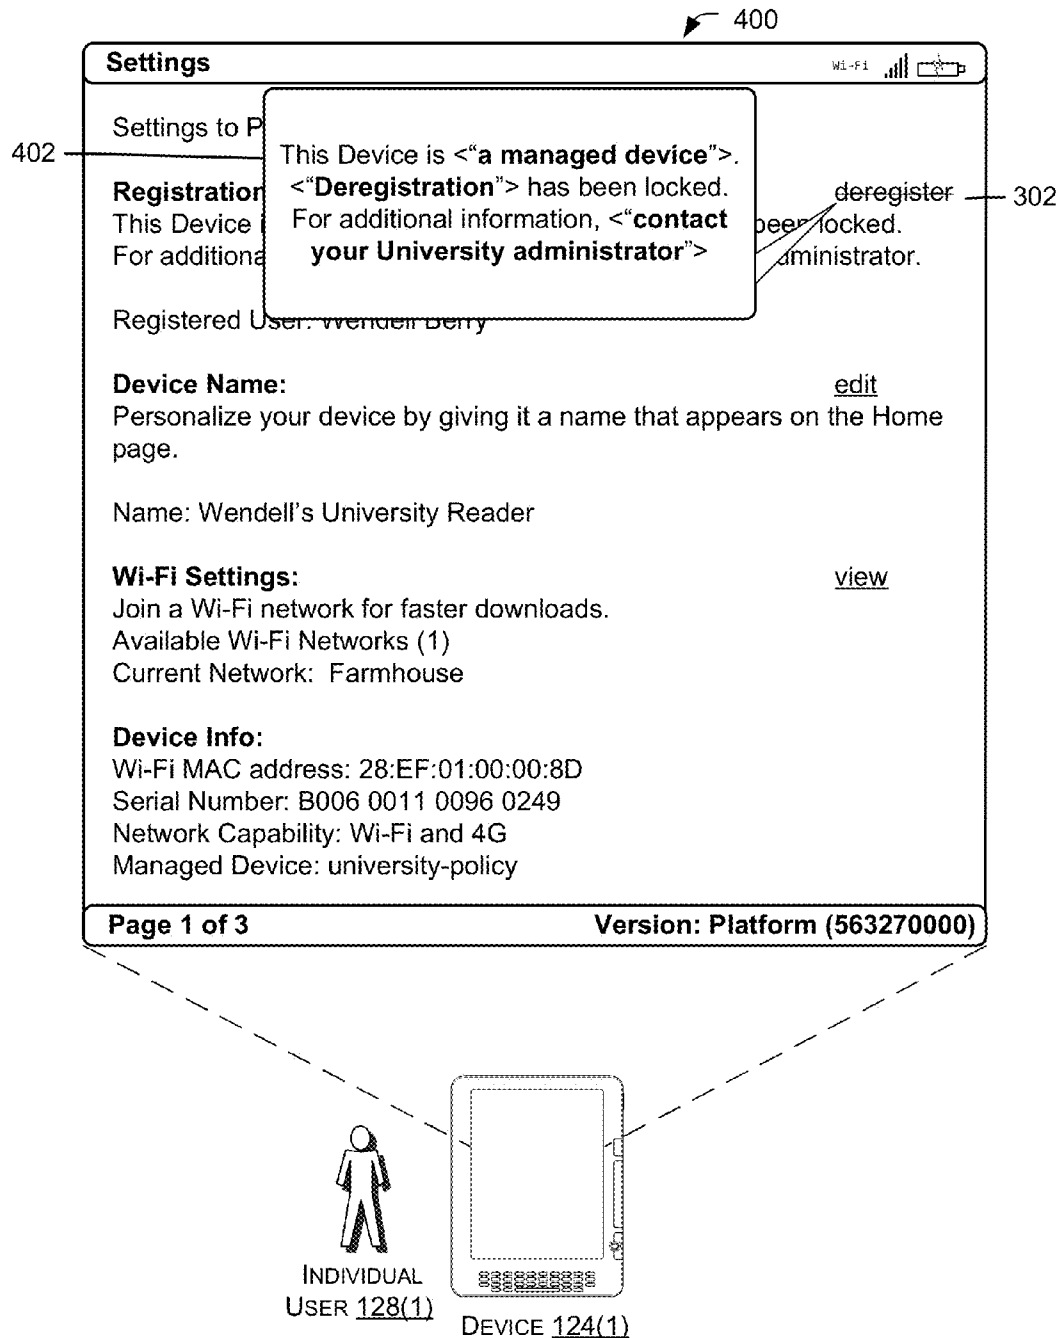 400
Settings
Wi-Fi
Settings to P
402
This Device is <“a managed device”>.
<“Deregistration”> has been locked.
For additional information, <“contact
your University administrator”>
Registration
deregister
302
This Device
been locked.
For additiona
dministrator.
Registered User: Wendell Berry
Device Name:
edit
Personalize your device by giving it a name that appears on the Home
page.
Name: Wendell’s University Reader
Wi-Fi Settings:
view
Join a Wi-Fi network for faster downloads.
Available Wi-Fi Networks (1)
Current Network: Farmhouse
Device Info:
Wi-Fi MAC address: 28:EF:01:00:00:8D
Serial Number: B006 0011 0096 0249
Network Capability: Wi-Fi and 4G
Managed Device: university-policy
Page 1 of 3
Version: Platform (563270000)
INDIVIDUAL
USER 128(1)
DEVICE 124(1)